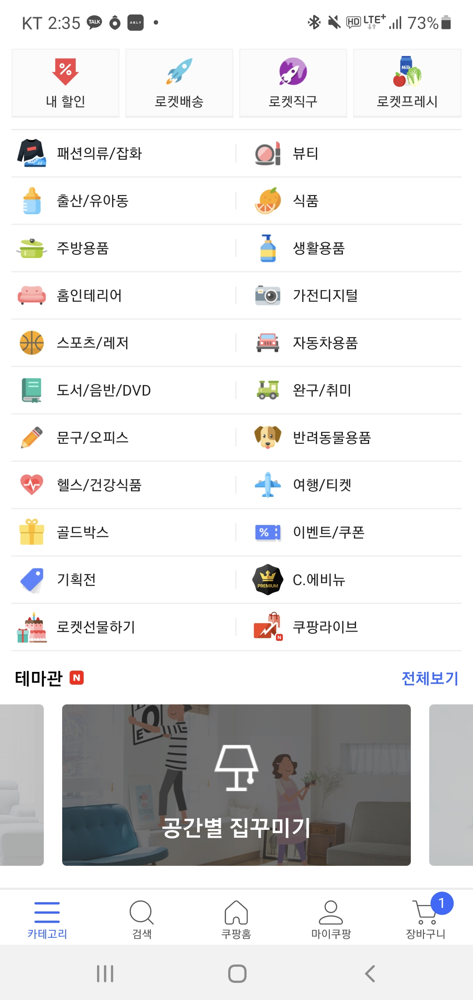 KT 2:35 TALK ABLY HD LTE+ 73%
Milk
내 할인 로켓배송 로켓직구 로켓프레시
패션의류/잡화 뷰티
출산/유아동 식품
주방용품 생활용품
홈인테리어 가전디지털
스포츠/레저 자동차용품
도서/음반/DVD 완구/취미
문구/오피스 반려동물용품
헬스/건강식품 여행/티켓
골드박스 % 이벤트/쿠폰
기획전 PREMIUM C.에비뉴
로켓선물하기 N 쿠팡라이브
테마관 N 전체보기
COFFEE
공간별 집꾸미기
1
카테고리 검색 쿠팡홈 마이쿠팡 장바구니